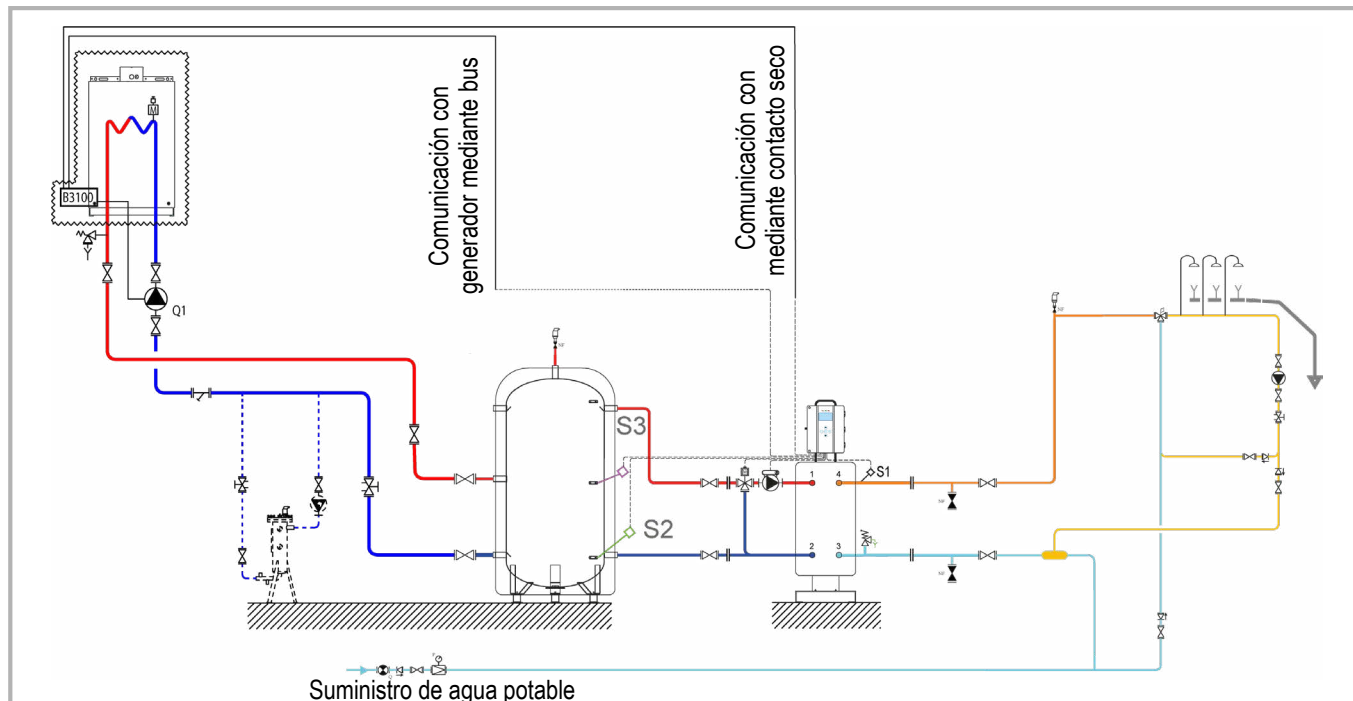 Comunicación con
generador mediante bus
Comunicación con
mediante contacto seco
M
B3100
Q1
S3
S2
S1
1
4
2
3
Suministro de agua potable